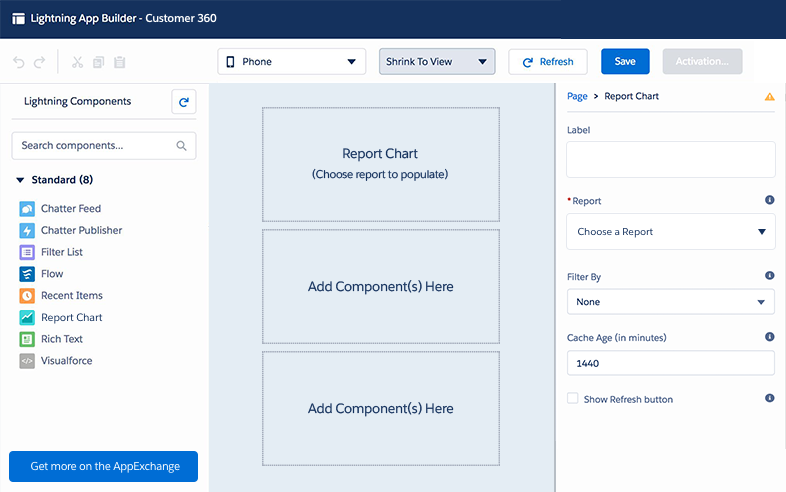 Lightning App Builder - Customer 360
Phone
Shrink To View
Refresh
Save
Activation...
Lightning Components
Search components...
Standard (8)
Chatter Feed
Chatter Publisher
Filter List
Flow
Recent Items
Report Chart
Rich Text
Visualforce
Get more on the AppExchange
Report Chart
(Choose report to populate)
Add Component(s) Here
Add Component(s) Here
Page > Report Chart
Label
*Report
Choose a Report
Filter By
None
Cache Age (in minutes)
1440
Show Refresh button